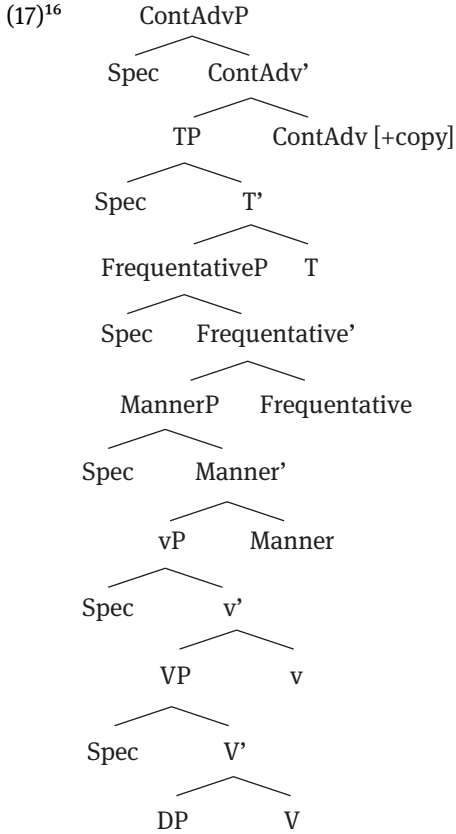 (17)¹⁶ ContAdvP
Spec ContAdv’
TP ContAdv [+copy]
Spec T’
FrequentativeP T
Spec Frequentative’
MannerP Frequentative
Spec Manner’
vP Manner
Spec v’
VP v
Spec V’
DP V